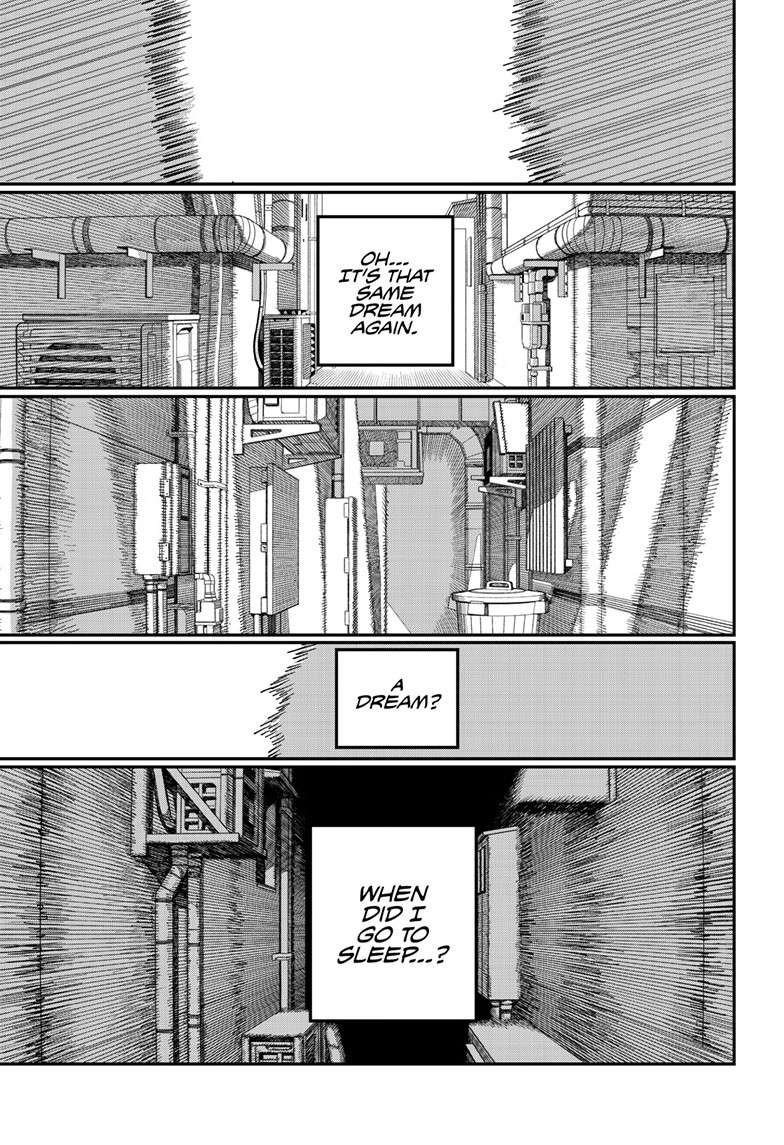 OH...
IT'S THAT
SAME
DREAM
AGAIN.
A
DREAM?
WHEN
DID I
GO TO
SLEEP...?